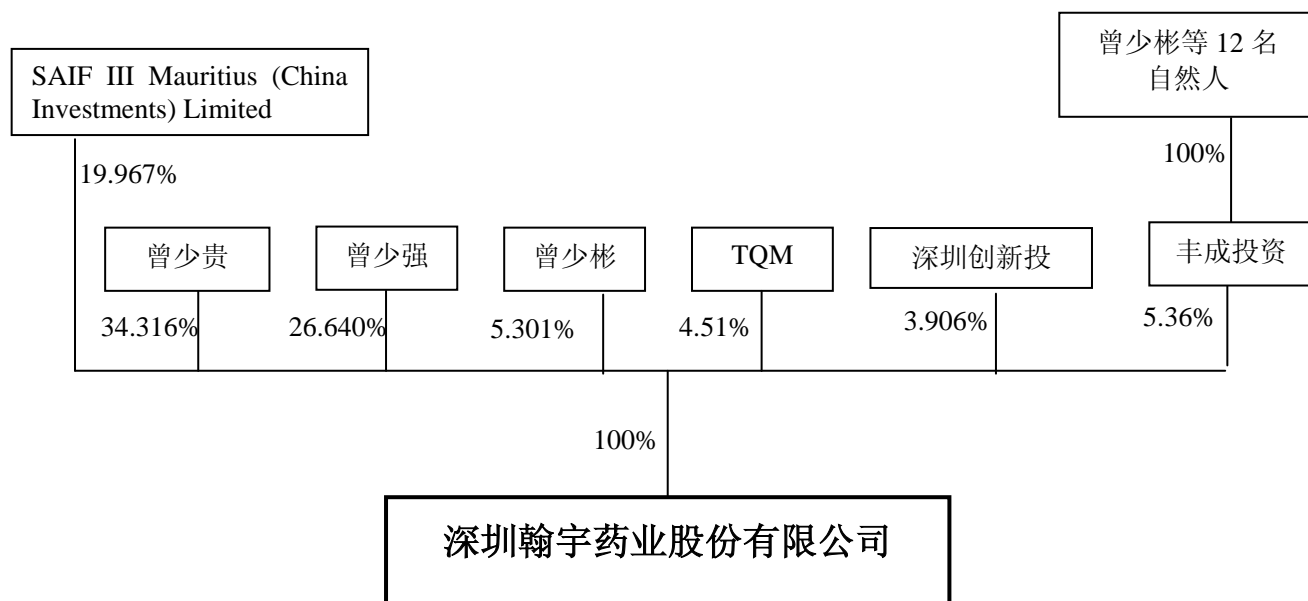 曾少彬等 12 名
自然人
SAIF III Mauritius (China
Investments) Limited
100%
19.967%
曾少贵
曾少强
曾少彬
TQM
深圳创新投
丰成投资
34.316%
26.640%
5.301%
4.51%
3.906%
5.36%
100%
深圳翰宇药业股份有限公司